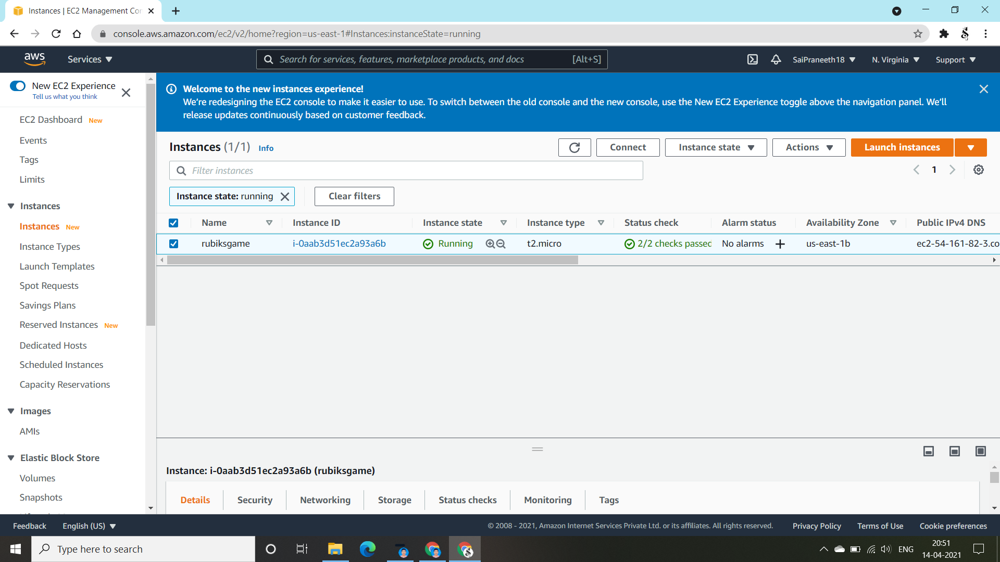 Instances | EC2 Management Cor
console.aws.amazon.com/ec2/v2/home?region=us-east-1#Instances:instanceState=running
aws
Services
Search for services, features, marketplace products, and docs [Alt+S]
SaiPraneeth18
N. Virginia
Support
New EC2 Experience
Tell us what you think
EC2 Dashboard New
Events
Tags
Limits
Instances
Instances New
Instance Types
Launch Templates
Spot Requests
Savings Plans
Reserved Instances New
Dedicated Hosts
Scheduled Instances
Capacity Reservations
Images
AMIs
Elastic Block Store
Volumes
Snapshots
Welcome to the new instances experience!
We're redesigning the EC2 console to make it easier to use. To switch between the old console and the new console, use the New EC2 Experience toggle above the navigation panel. We'll
release updates continuously based on customer feedback.
Instances (1/1) Info
Connect
Instance state
Actions
Launch instances
Filter instances
1
Instance state: running
Clear filters
Name Instance ID Instance state Instance type Status check Alarm status Availability Zone Public IPv4 DNS
rubiksgame i-0aab3d51ec2a93a6b Running t2.micro 2/2 checks passed No alarms + us-east-1b ec2-54-161-82-3.co
Instance: i-0aab3d51ec2a93a6b (rubiksgame)
Details Security Networking Storage Status checks Monitoring Tags
Feedback English (US) © 2008 - 2021, Amazon Internet Services Private Ltd. or its affiliates. All rights reserved. Privacy Policy Terms of Use Cookie preferences
Type here to search
ENG
20:51
14-04-2021